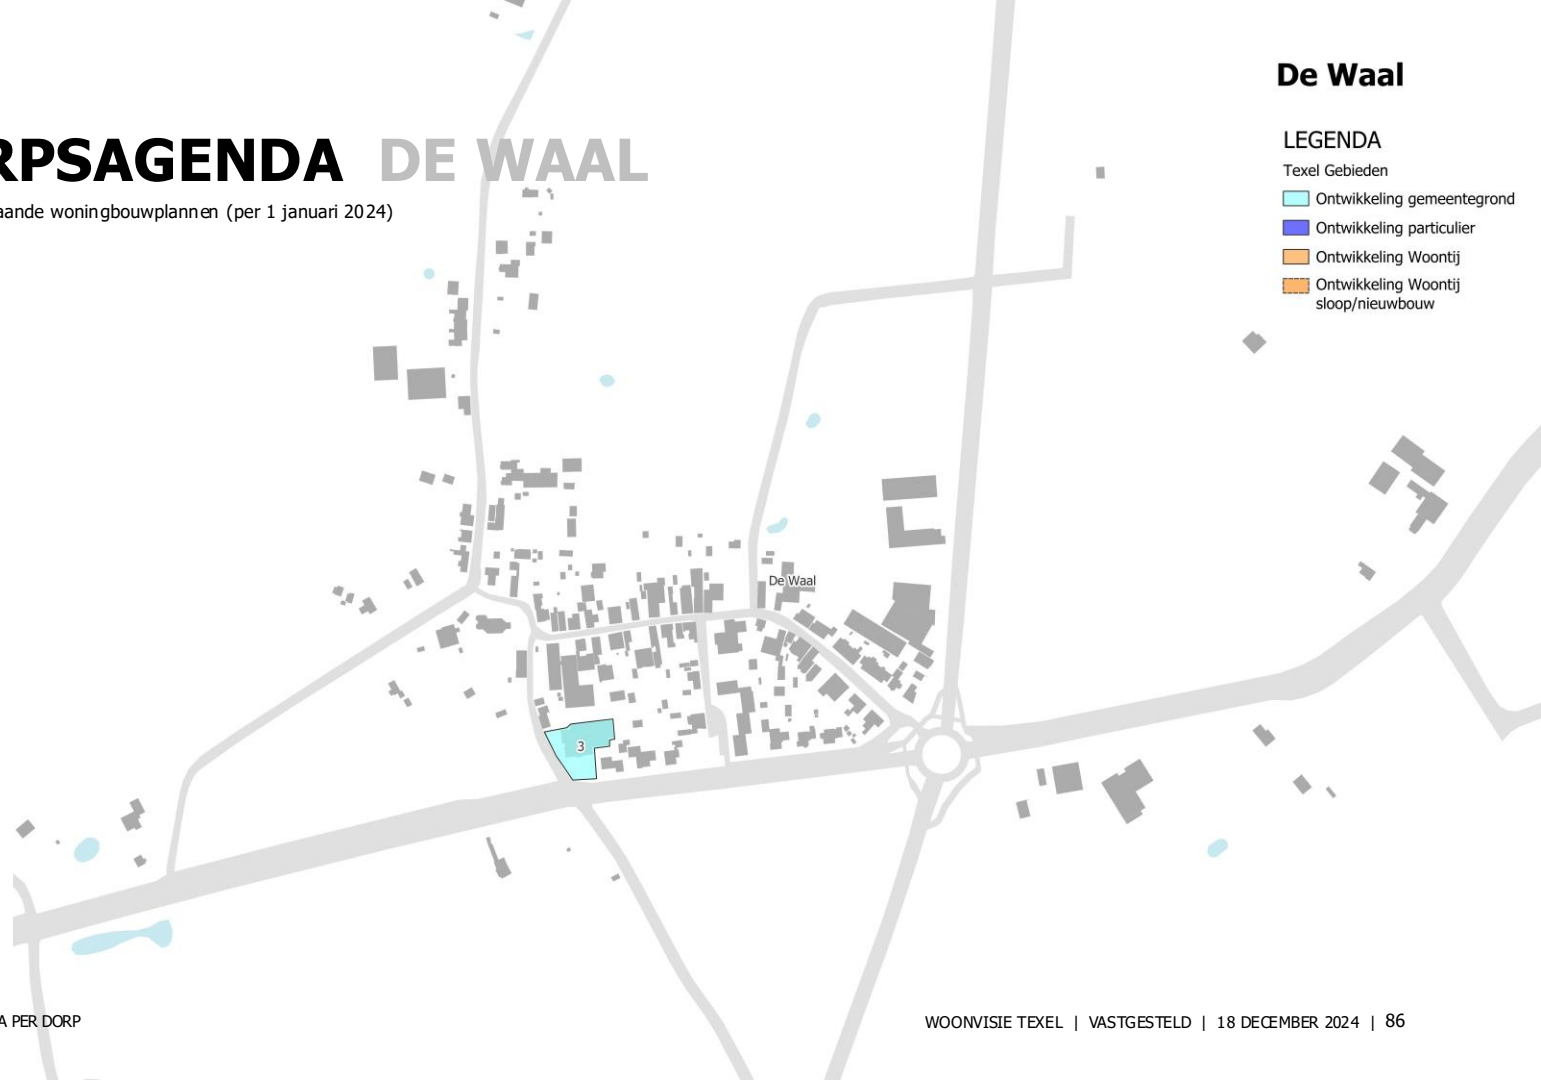 De Waal
RPSAGENDA DE WAAL
aande woningbouwplannen (per 1 januari 2024)
LEGENDA
Texel Gebieden
Ontwikkeling gemeentegrond
Ontwikkeling particulier
Ontwikkeling Woontij
Ontwikkeling Woontij
sloop/nieuwbouw
De Waal
3
A PER DORP
WOONVISIE TEXEL | VASTGESTELD | 18 DECEMBER 2024 | 86